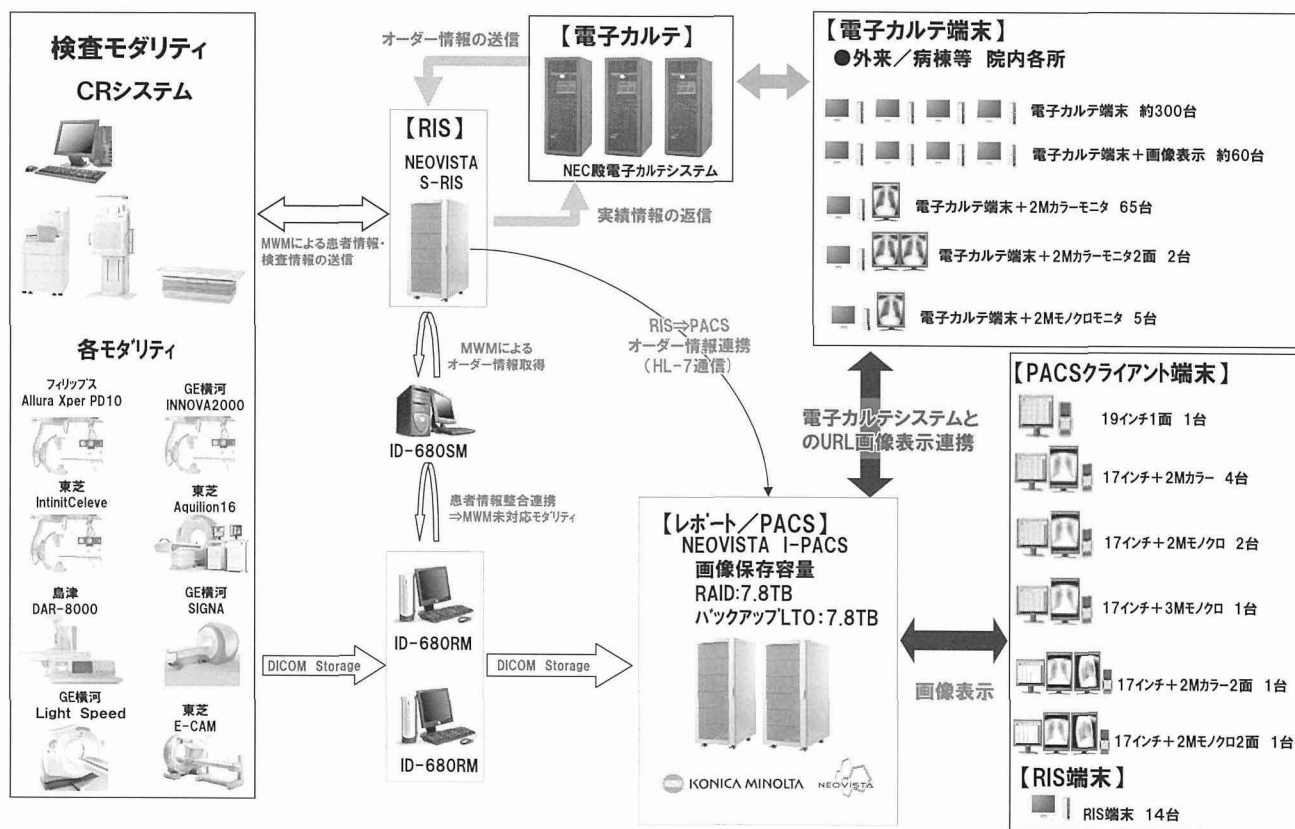 検査モダリティ
CRシステム
各モダリティ
フィリップス
Allura Xper PD10
GE横河
INNOVA2000
東芝
IntinitCeleve
東芝
Aquilion16
島津
DAR-8000
GE横河
SIGNA
GE横河
Light Speed
東芝
E-CAM
オーダー情報の送信
【RIS】
NEOVISTA
S-RIS
【電子カルテ】
NEC殿電子カルテシステム
実績情報の返信
MWMによる患者情報・
検査情報の送信
MWMによる
オーダー情報取得
ID-680SM
患者情報整合連携
⇒MWM未対応モダリティ
ID-680RM
ID-680RM
DICOM Storage
DICOM Storage
RIS⇒PACS
オーダー情報連携
(HL-7通信)
【レポート/PACS】
NEOVISTA I-PACS
画像保存容量
RAID:7.8TB
バックアップLTO:7.8TB
KONICA MINOLTA
NEOVISTA
電子カルテシステムと
のURL画像表示連携
画像表示
【電子カルテ端末】
●外来/病棟等 院内各所
電子カルテ端末 約300台
電子カルテ端末+画像表示 約60台
電子カルテ端末+2Mカラーモニタ 65台
電子カルテ端末+2Mカラーモニタ2面 2台
電子カルテ端末+2Mモノクロモニタ 5台
【PACSクライアント端末】
19インチ1面 1台
17インチ+2Mカラー 4台
17インチ+2Mモノクロ 2台
17インチ+3Mモノクロ 1台
17インチ+2Mカラー2面 1台
17インチ+2Mモノクロ2面 1台
【RIS端末】
RIS端末 14台